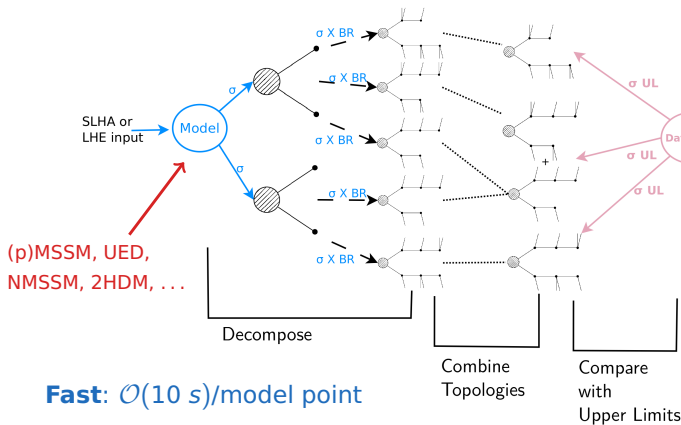 σ X BR
σ X BR
σ UL
σ
SLHA or
LHE input
Model
σ X BR
+
σ UL
σ
σ X BR
σ UL
(p)MSSM, UED,
NMSSM, 2HDM, ...
σ X BR
Decompose
Combine
Topologies
Compare
with
Upper Limits
Fast: 𝒪(10 s)/model point